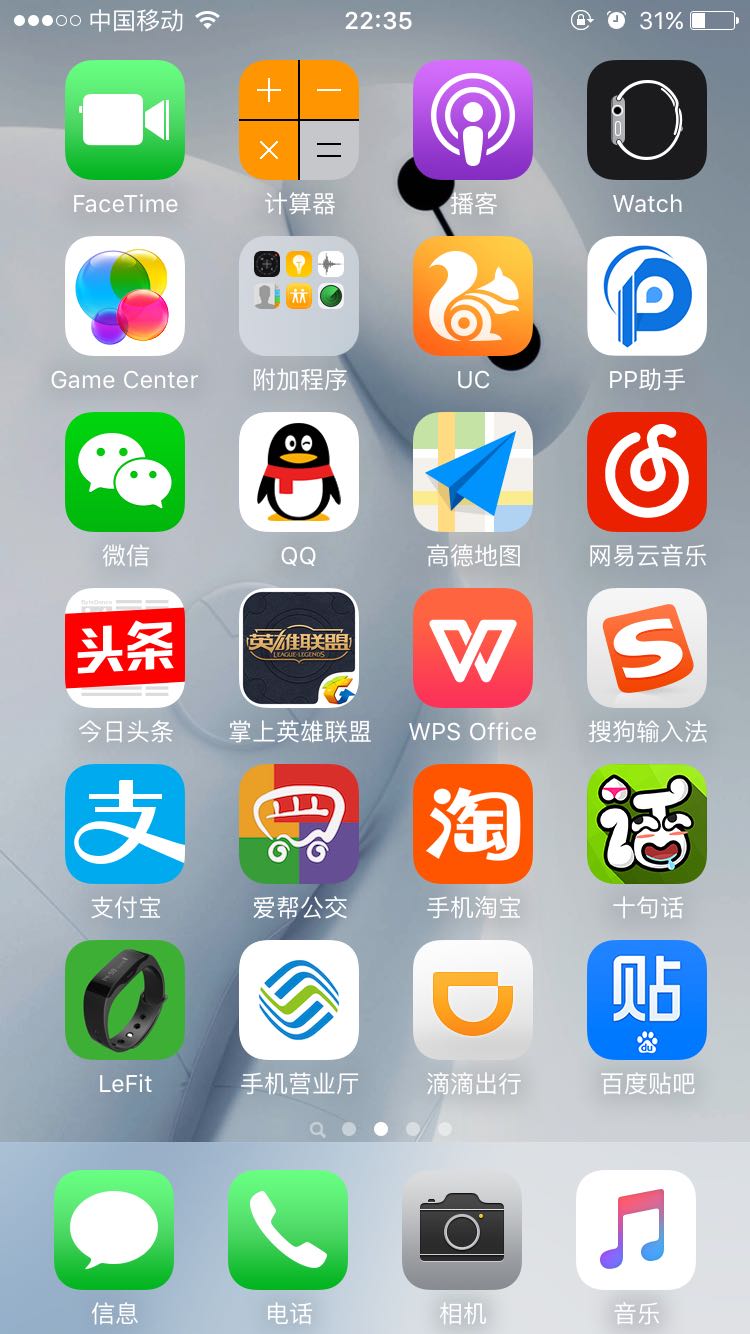 中国移动 22:35 31%
FaceTime 计算器 播客 Watch
Game Center 附加程序 UC PP助手
微信 QQ 高德地图 网易云音乐
头条 英雄联盟
LEAGUE·LEGENDS
今日头条 掌上英雄联盟 WPS Office 搜狗输入法
支 淘 话
支付宝 爱帮公交 手机淘宝 十句话
贴
du
LeFit 手机营业厅 滴滴出行 百度贴吧
信息 电话 相机 音乐